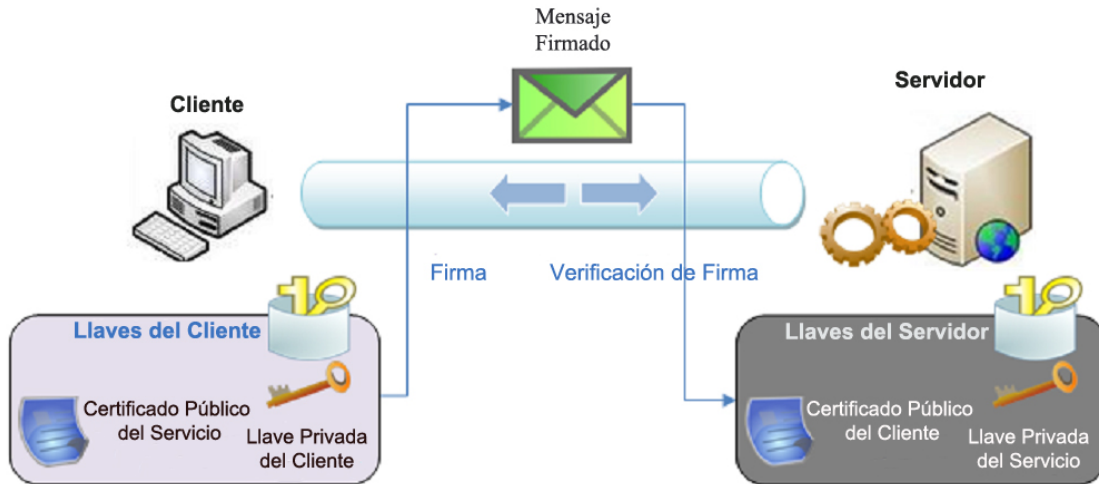 Mensaje
Firmado
Cliente
Servidor
Firma
Verificación de Firma
Llaves del Cliente
Certificado Público
del Servicio
Llave Privada
del Cliente
Llaves del Servidor
Certificado Público
del Cliente
Llave Privada
del Servicio